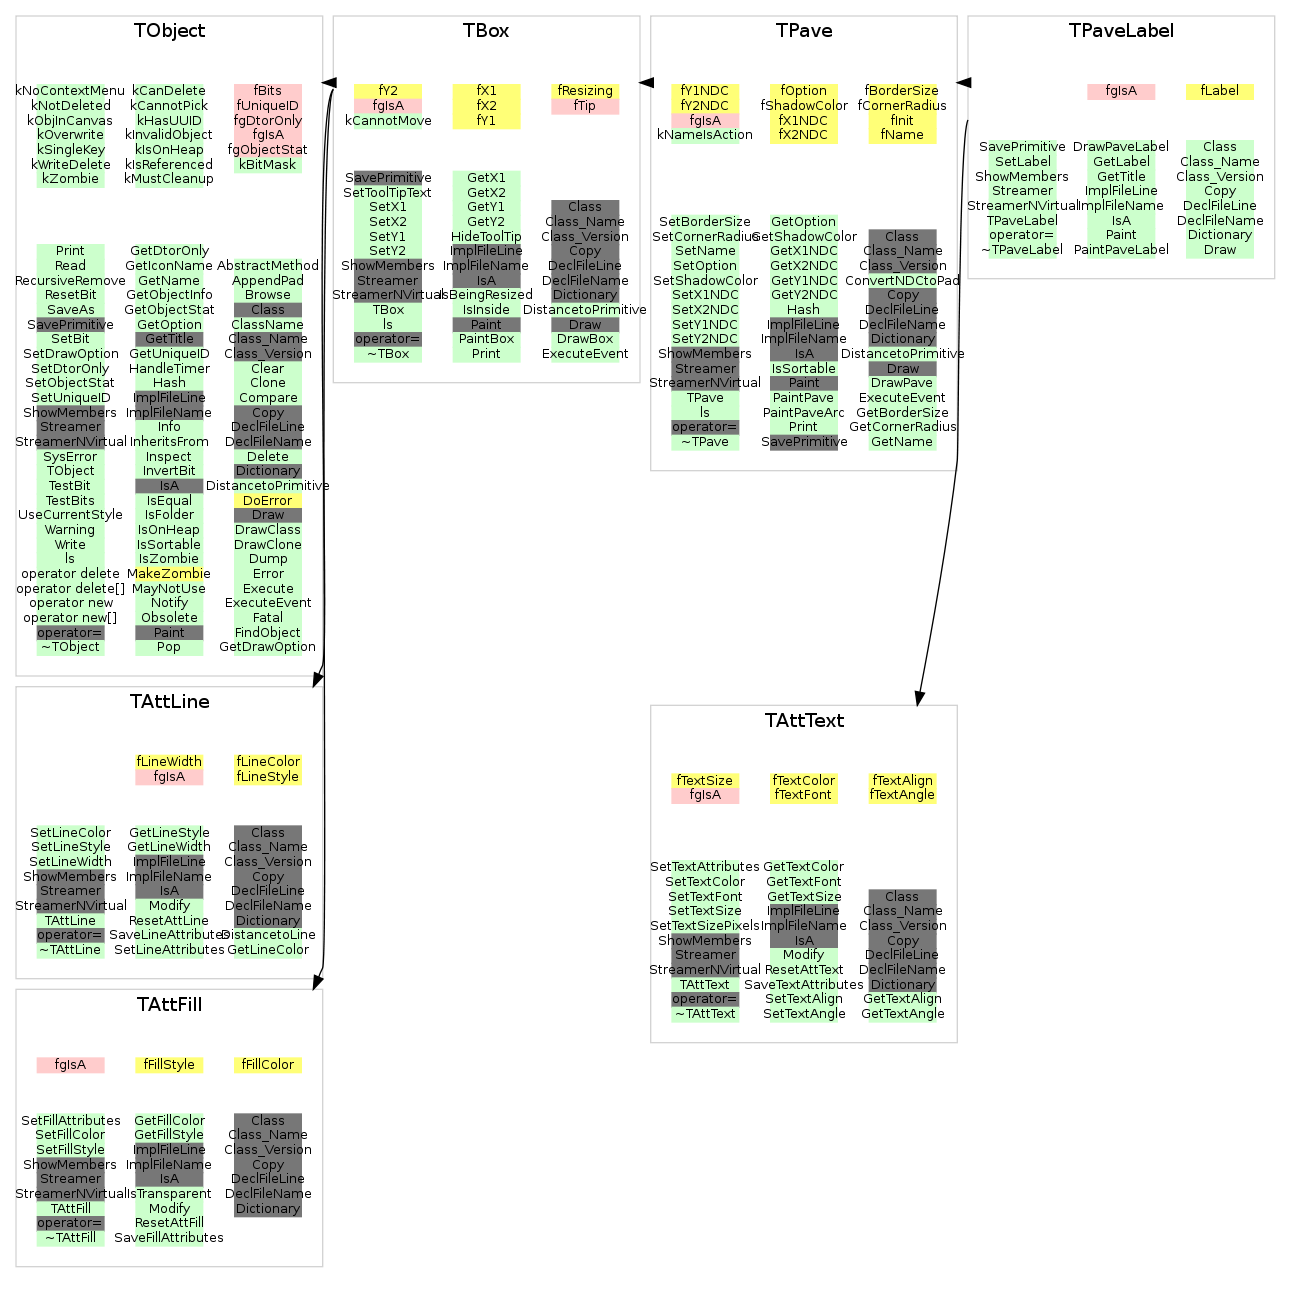 TObject
kNoContextMenu kCanDelete fBits
kNotDeleted kCannotPick fUniqueID
kObjInCanvas kHasUUID fgDtorOnly
kOverwrite kInvalidObject fgIsA
kSingleKey kIsOnHeap fgObjectStat
kWriteDelete kIsReferenced kBitMask
kZombie kMustCleanup
Print GetDtorOnly
Read GetIconName AbstractMethod
RecursiveRemove GetName AppendPad
ResetBit GetObjectInfo Browse
SaveAs GetObjectStat Class
SavePrimitive GetOption ClassName
SetBit GetTitle Class_Name
SetDrawOption GetUniqueID Class_Version
SetDtorOnly HandleTimer Clear
SetObjectStat Hash Clone
SetUniqueID ImplFileLine Compare
ShowMembers ImplFileName Copy
Streamer Info DeclFileLine
StreamerNVirtual InheritsFrom DeclFileName
SysError Inspect Delete
TObject InvertBit Dictionary
TestBit IsA DistancetoPrimitive
TestBits IsEqual DoError
UseCurrentStyle IsFolder Draw
Warning IsOnHeap DrawClass
Write IsSortable DrawClone
ls IsZombie Dump
operator delete MakeZombie Error
operator delete[] MayNotUse Execute
operator new Notify ExecuteEvent
operator new[] Obsolete Fatal
operator= Paint FindObject
~TObject Pop GetDrawOption
TBox
fY2 fX1 fResizing
fgIsA fX2 fTip
kCannotMove fY1
SavePrimitive GetX1
SetToolTipText GetX2
SetX1 GetY1 Class
SetX2 GetY2 Class_Name
SetY1 HideToolTip Class_Version
SetY2 ImplFileLine Copy
ShowMembers ImplFileName DeclFileLine
Streamer IsA DeclFileName
StreamerNVirtual IsBeingResized Dictionary
TBox IsInside DistancetoPrimitive
ls Paint Draw
operator= PaintBox DrawBox
~TBox Print ExecuteEvent
TPave
fY1NDC fOption fBorderSize
fY2NDC fShadowColor fCornerRadius
fgIsA fX1NDC fInit
kNameIsAction fX2NDC fName
SetBorderSize GetOption
SetCornerRadius GetShadowColor Class
SetName GetX1NDC Class_Name
SetOption GetX2NDC Class_Version
SetShadowColor GetY1NDC ConvertNDCtoPad
SetX1NDC GetY2NDC Copy
SetX2NDC Hash DeclFileLine
SetY1NDC ImplFileLine DeclFileName
SetY2NDC ImplFileName Dictionary
ShowMembers IsA DistancetoPrimitive
Streamer IsSortable Draw
StreamerNVirtual Paint DrawPave
TPave PaintPave ExecuteEvent
ls PaintPaveArc GetBorderSize
operator= Print GetCornerRadius
~TPave SavePrimitive GetName
TPaveLabel
fgIsA fLabel
SavePrimitive DrawPaveLabel Class
SetLabel GetLabel Class_Name
ShowMembers GetTitle Class_Version
Streamer ImplFileLine Copy
StreamerNVirtual ImplFileName DeclFileLine
TPaveLabel IsA DeclFileName
operator= Paint Dictionary
~TPaveLabel PaintPaveLabel Draw
TAttLine
fLineWidth fLineColor
fgIsA fLineStyle
SetLineColor GetLineStyle Class
SetLineStyle GetLineWidth Class_Name
SetLineWidth ImplFileLine Class_Version
ShowMembers ImplFileName Copy
Streamer IsA DeclFileLine
StreamerNVirtual Modify DeclFileName
TAttLine ResetAttLine Dictionary
operator= SaveLineAttributes DistancetoLine
~TAttLine SetLineAttributes GetLineColor
TAttText
fTextSize fTextColor fTextAlign
fgIsA fTextFont fTextAngle
SetTextAttributes GetTextColor
SetTextColor GetTextFont
SetTextFont GetTextSize Class
SetTextSize ImplFileLine Class_Name
SetTextSizePixels ImplFileName Class_Version
ShowMembers IsA Copy
Streamer Modify DeclFileLine
StreamerNVirtual ResetAttText DeclFileName
TAttText SaveTextAttributes Dictionary
operator= SetTextAlign GetTextAlign
~TAttText SetTextAngle GetTextAngle
TAttFill
fgIsA fFillStyle fFillColor
SetFillAttributes GetFillColor Class
SetFillColor GetFillStyle Class_Name
SetFillStyle ImplFileLine Class_Version
ShowMembers ImplFileName Copy
Streamer IsA DeclFileLine
StreamerNVirtual IsTransparent DeclFileName
TAttFill Modify Dictionary
operator= ResetAttFill
~TAttFill SaveFillAttributes